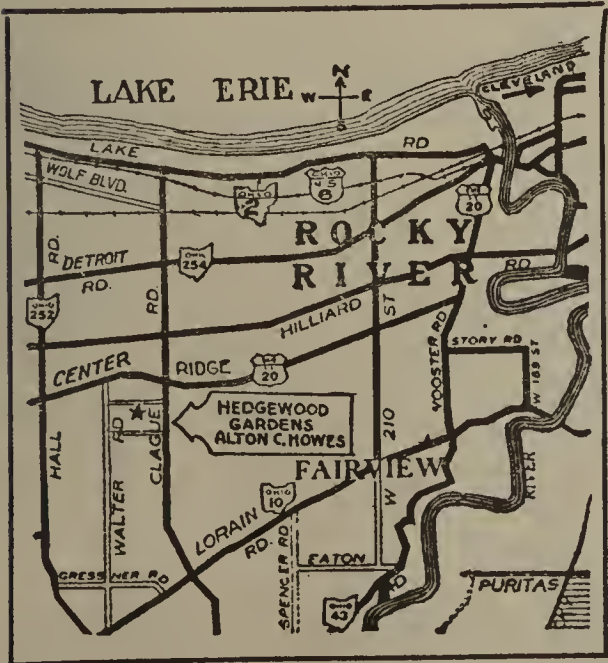 LAKE ERIE
N
W E
S
CLEVELAND
LAKE RD
WOLF BLVD.
OHIO 2
U S 6
U S 20
ROCKY
RIVER
DETROIT RD.
OHIO 254
RD.
RD.
OHIO 252
HILLIARD RD
ST
CENTER RIDGE
20
STORY RD
WOOSTER RD
W 189 ST
HEDGEWOOD
GARDENS
ALTON C. HOWES
HALL
WALTER RD
CLAGUE
W 210
FAIRVIEW
RIVER
OHIO 10
LORAIN RD.
SPENCER RD
EATON RD
GRESSNER RD
43
PURITAS